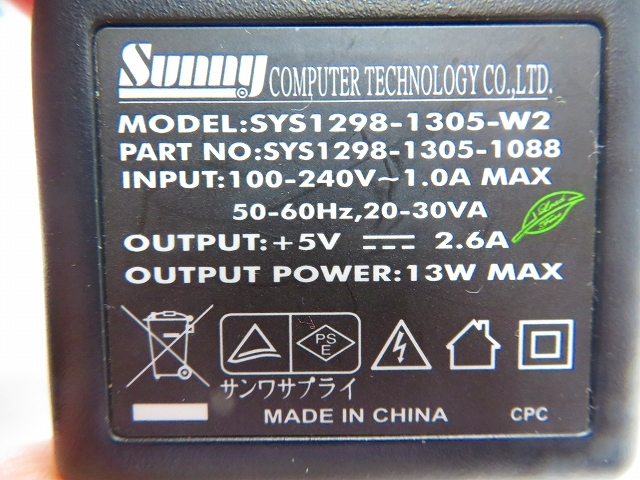 Sunny COMPUTER TECHNOLOGY CO.,LTD.
MODEL:SYS1298-1305-W2
PART NO:SYS1298-1305-1088
INPUT:100-240V~1.0A MAX
50-60Hz,20-30VA
OUTPUT:+5V ⎓ 2.6A
OUTPUT POWER:13W MAX
PS
E
サンワサプライ
MADE IN CHINA CPC